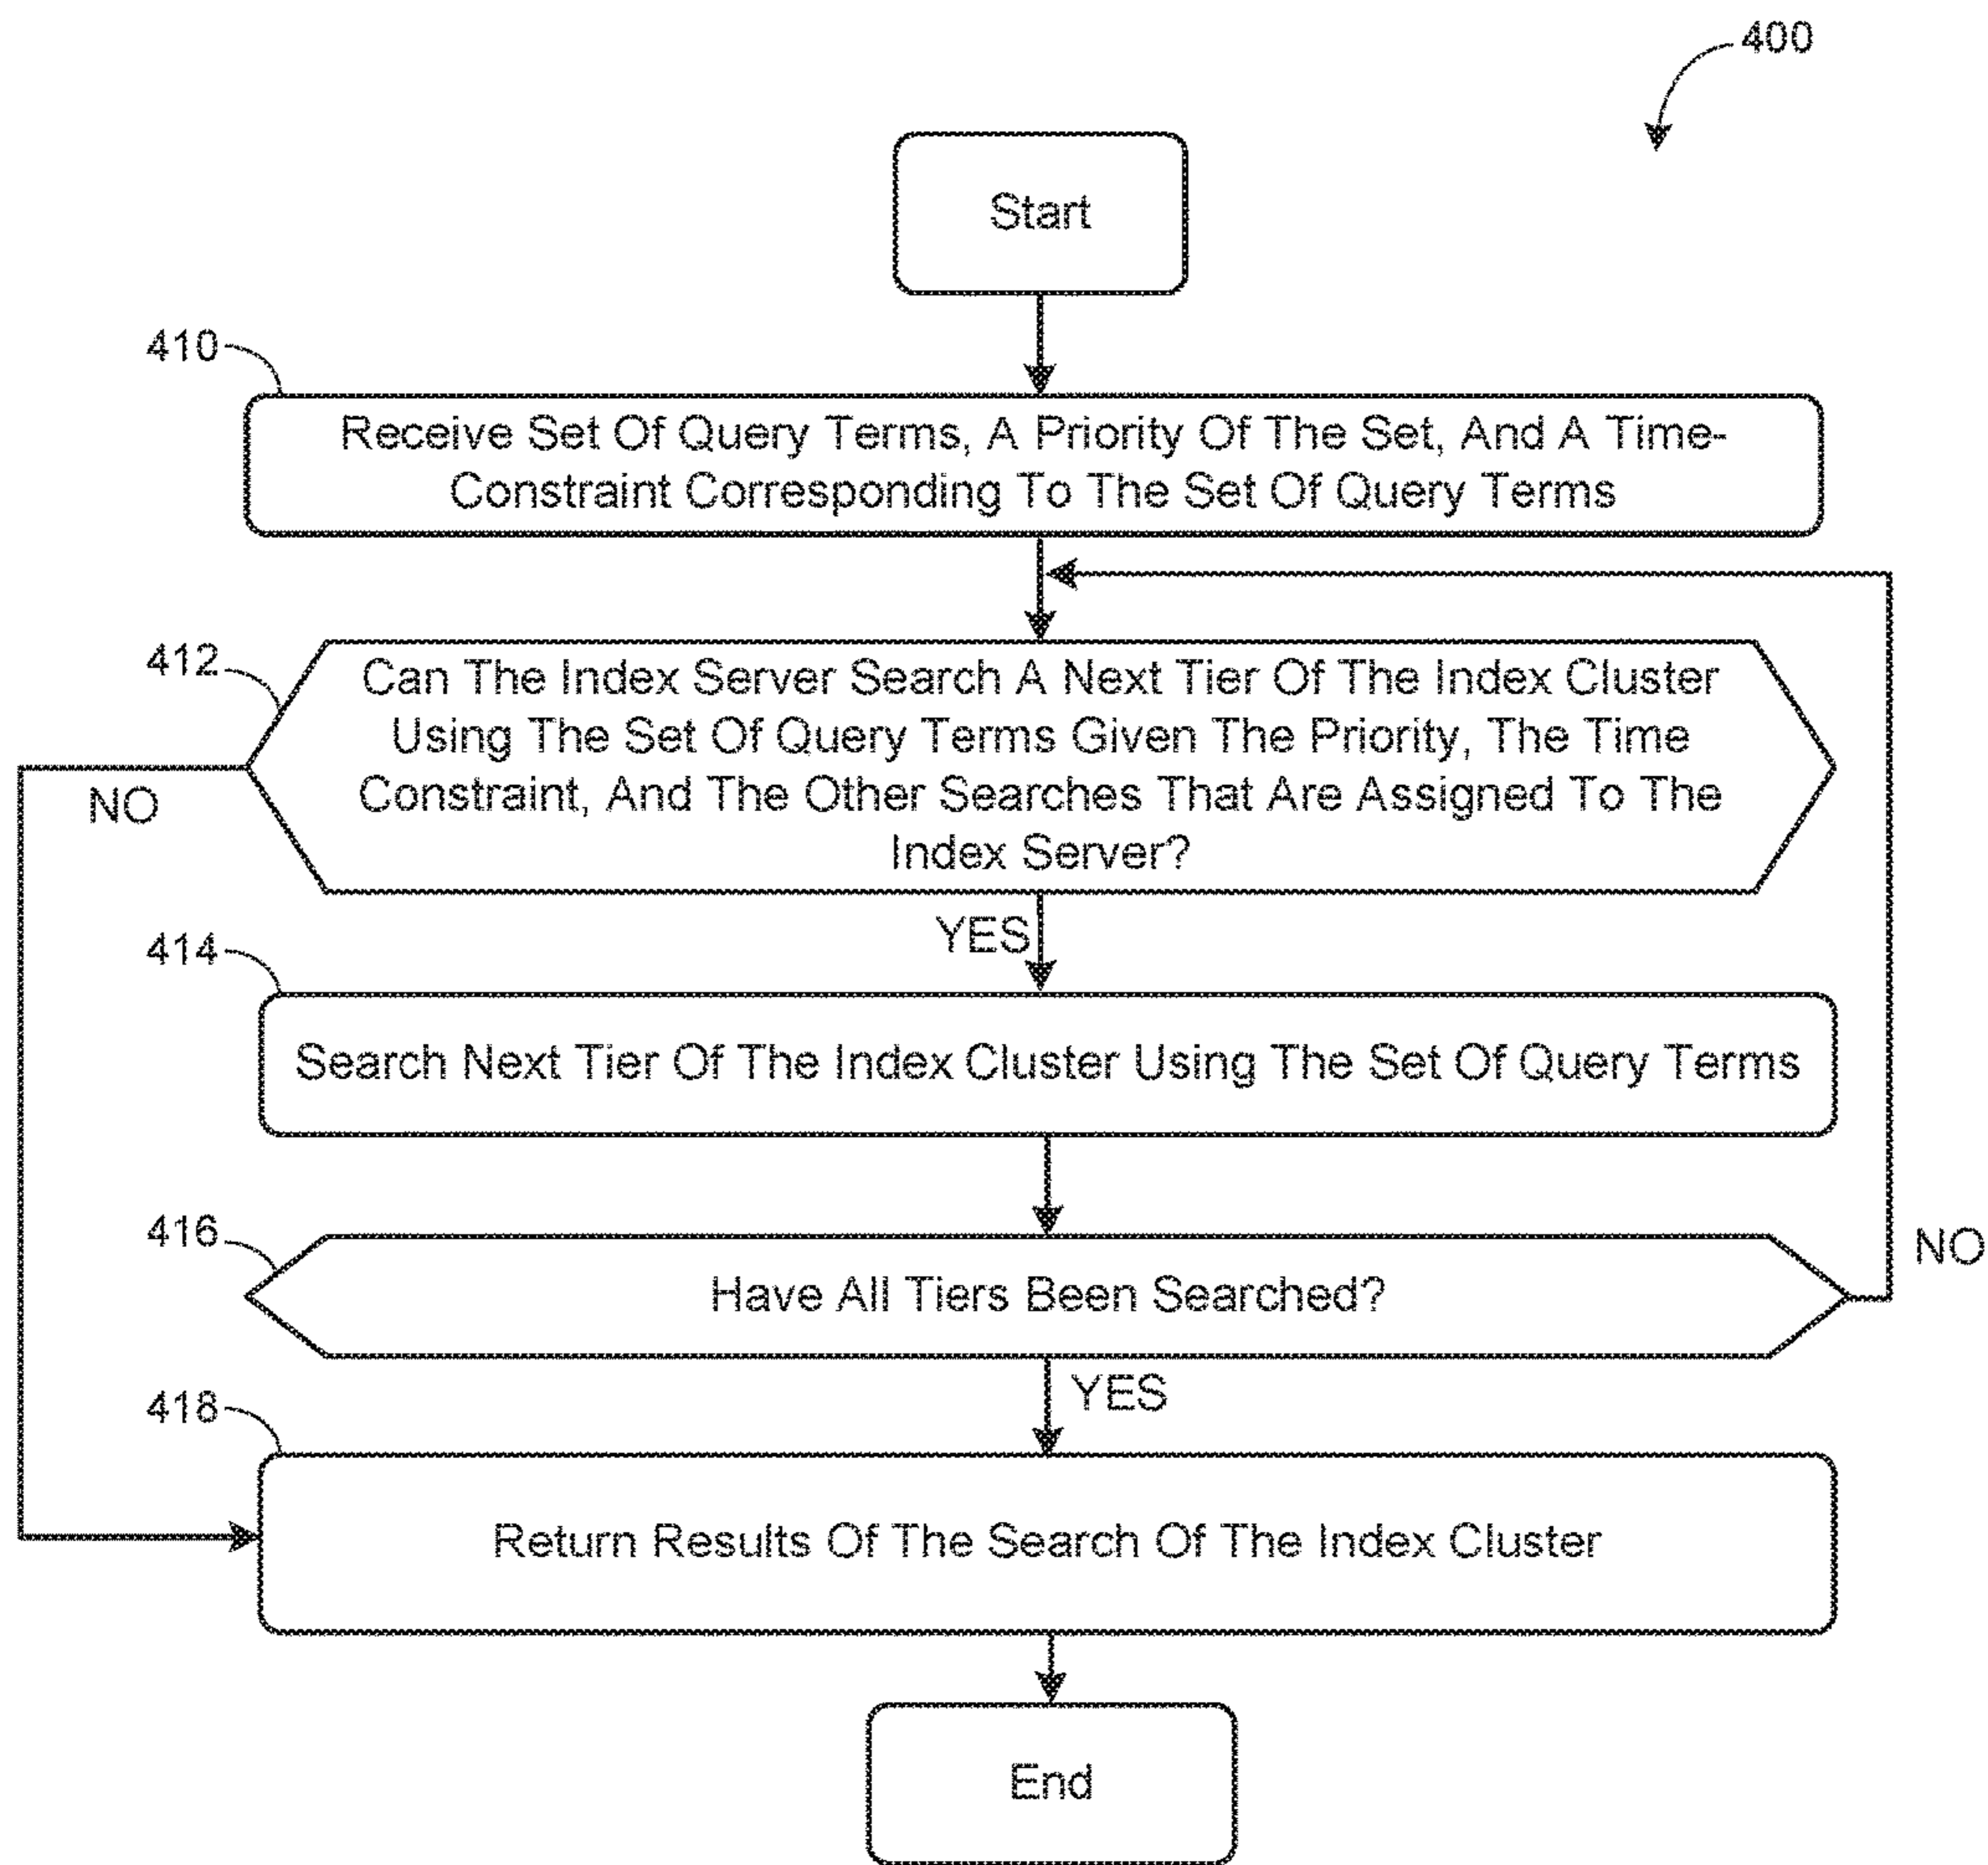 400
Start
410
Receive Set Of Query Terms, A Priority Of The Set, And A Time-
Constraint Corresponding To The Set Of Query Terms
412
Can The Index Server Search A Next Tier Of The Index Cluster
Using The Set Of Query Terms Given The Priority, The Time
Constraint, And The Other Searches That Are Assigned To The
Index Server?
NO
YES
414
Search Next Tier Of The Index Cluster Using The Set Of Query Terms
416
Have All Tiers Been Searched?
NO
YES
418
Return Results Of The Search Of The Index Cluster
End